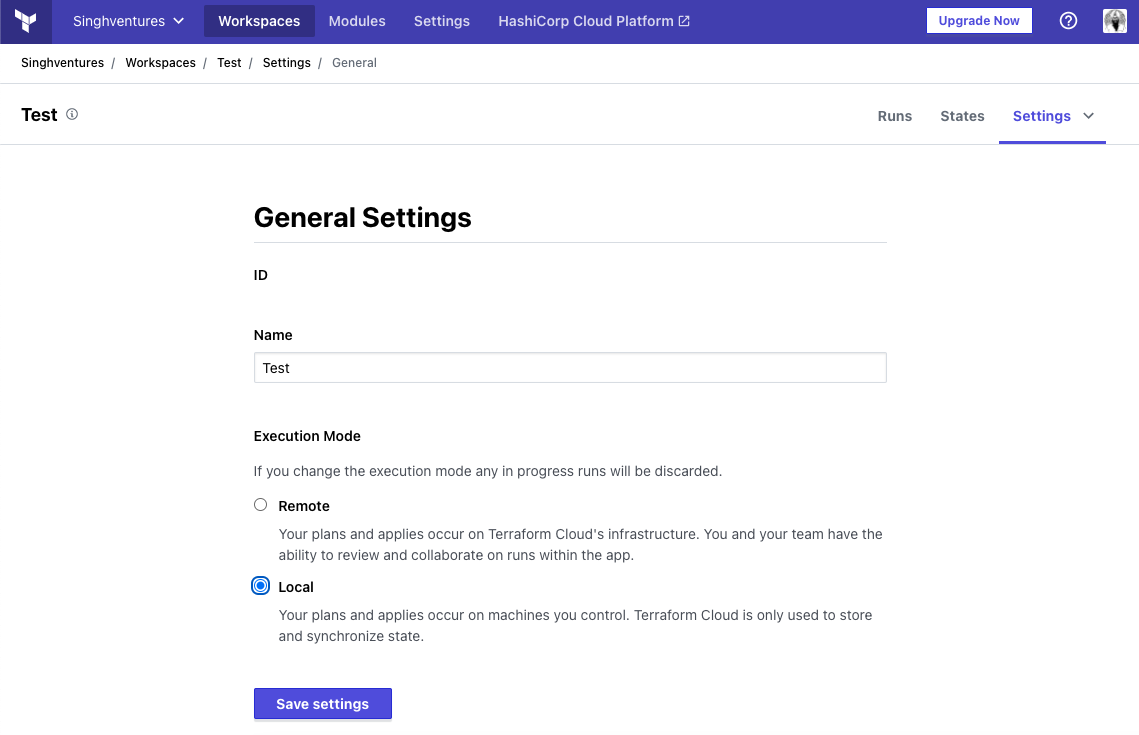 Singhventures Workspaces Modules Settings HashiCorp Cloud Platform Upgrade Now
Singhventures / Workspaces / Test / Settings / General
Test Runs States Settings
General Settings
ID
Name
Test
Execution Mode
If you change the execution mode any in progress runs will be discarded.
Remote
Your plans and applies occur on Terraform Cloud's infrastructure. You and your team have the
ability to review and collaborate on runs within the app.
Local
Your plans and applies occur on machines you control. Terraform Cloud is only used to store
and synchronize state.
Save settings